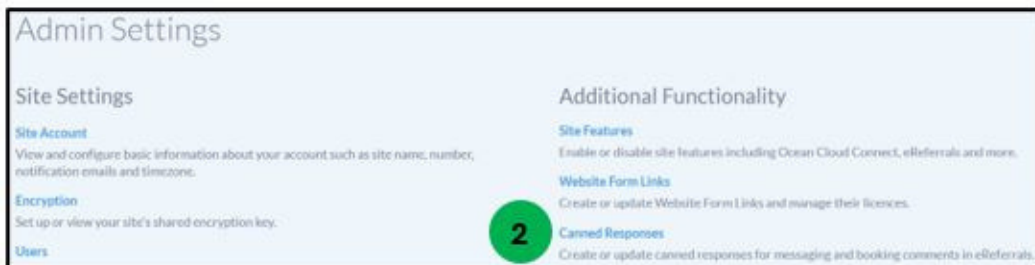 Admin Settings
Site Settings
Site Account
View and configure basic information about your account such as site name, number,
notification emails and timezone.
Encryption
Set up or view your site's shared encryption key.
Users
Additional Functionality
Site Features
Enable or disable site features including Ocean Cloud Connect, eReferrals and more.
Website Form Links
Create or update Website Form Links and manage their licences.
2
Canned Responses
Create or update canned responses for messaging and booking comments in eReferrals.